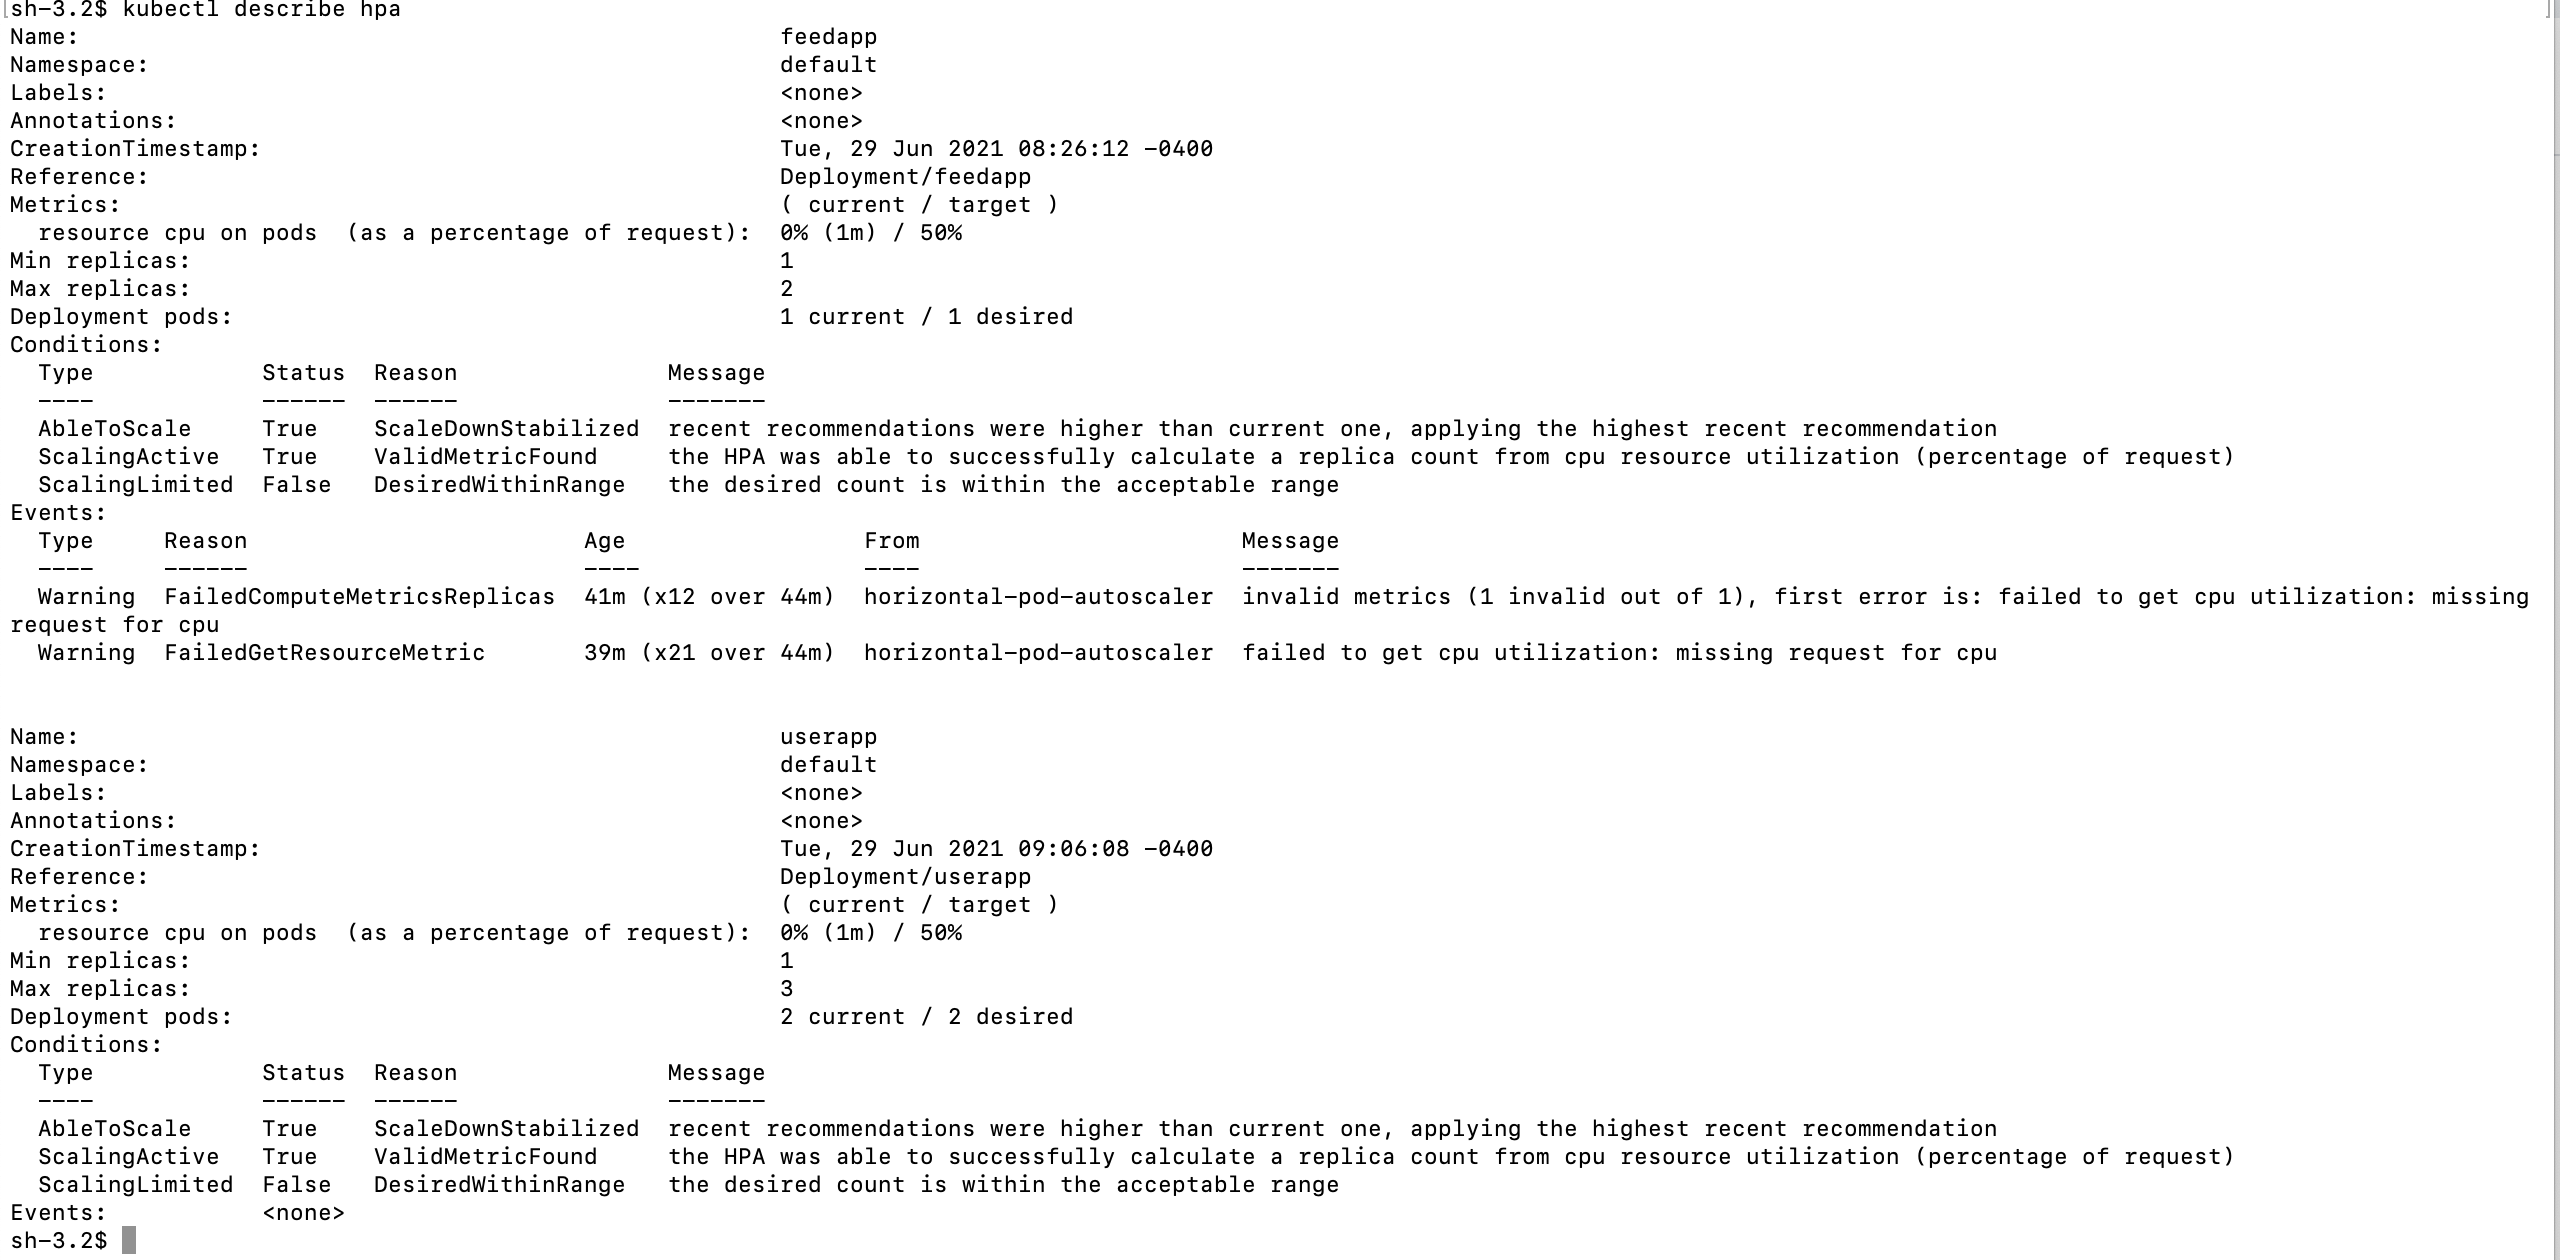 sh-3.2$ kubectl describe hpa
Name:                                                  feedapp
Namespace:                                             default
Labels:                                                <none>
Annotations:                                           <none>
CreationTimestamp:                                     Tue, 29 Jun 2021 08:26:12 -0400
Reference:                                             Deployment/feedapp
Metrics:                                               ( current / target )
  resource cpu on pods  (as a percentage of request):  0% (1m) / 50%
Min replicas:                                          1
Max replicas:                                          2
Deployment pods:                                       1 current / 1 desired
Conditions:
  Type            Status  Reason               Message
  ----            ------  ------               -------
  AbleToScale     True    ScaleDownStabilized  recent recommendations were higher than current one, applying the highest recent recommendation
  ScalingActive   True    ValidMetricFound     the HPA was able to successfully calculate a replica count from cpu resource utilization (percentage of request)
  ScalingLimited  False   DesiredWithinRange   the desired count is within the acceptable range
Events:
  Type     Reason                        Age                 From                       Message
  ----     ------                        ----                ----                       -------
  Warning  FailedComputeMetricsReplicas  41m (x12 over 44m)  horizontal-pod-autoscaler  invalid metrics (1 invalid out of 1), first error is: failed to get cpu utilization: missing
request for cpu
  Warning  FailedGetResourceMetric       39m (x21 over 44m)  horizontal-pod-autoscaler  failed to get cpu utilization: missing request for cpu
Name:                                                  userapp
Namespace:                                             default
Labels:                                                <none>
Annotations:                                           <none>
CreationTimestamp:                                     Tue, 29 Jun 2021 09:06:08 -0400
Reference:                                             Deployment/userapp
Metrics:                                               ( current / target )
  resource cpu on pods  (as a percentage of request):  0% (1m) / 50%
Min replicas:                                          1
Max replicas:                                          3
Deployment pods:                                       2 current / 2 desired
Conditions:
  Type            Status  Reason               Message
  ----            ------  ------               -------
  AbleToScale     True    ScaleDownStabilized  recent recommendations were higher than current one, applying the highest recent recommendation
  ScalingActive   True    ValidMetricFound     the HPA was able to successfully calculate a replica count from cpu resource utilization (percentage of request)
  ScalingLimited  False   DesiredWithinRange   the desired count is within the acceptable range
Events:           <none>
sh-3.2$